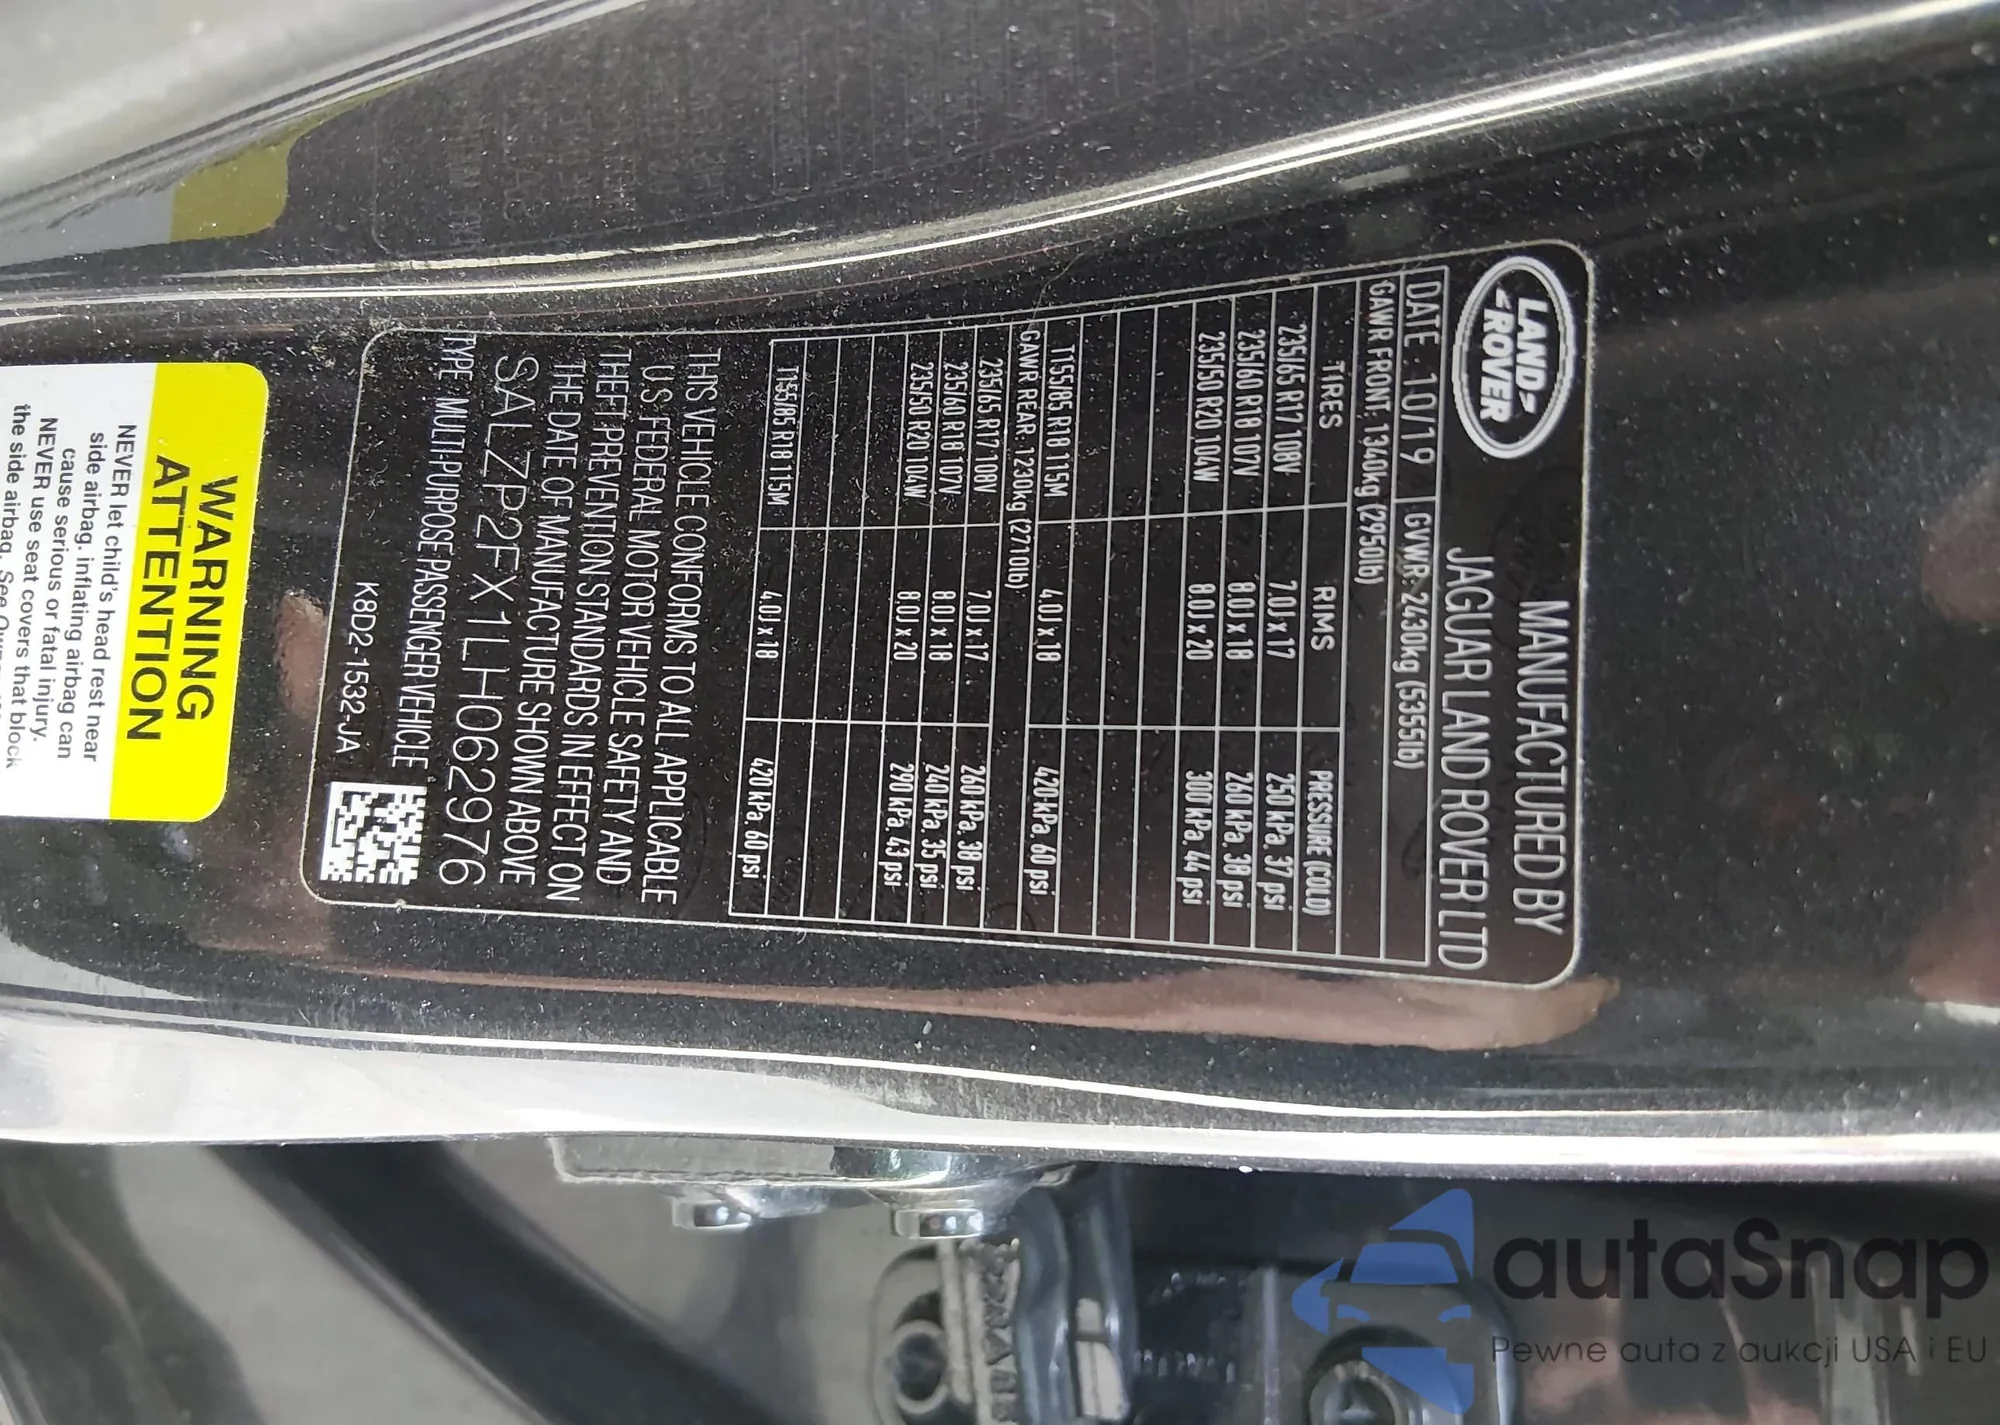 LAND
ROVER
MANUFACTURED BY
JAGUAR LAND ROVER LTD
DATE 10/19 GVWR: 2430kg (5355lb)
GAWR FRONT: 1340kg (2950lb)
TIRES RIMS PRESSURE (COLD)
235/65 R17 108V 7.0J x 17 250 kPa, 37 psi
235/60 R18 107V 8.0J x 18 260 kPa, 38 psi
235/50 R20 104W 8.0J x 20 300 kPa, 44 psi
T155/85 R18 115M 4.0J x 18 420 kPa, 60 psi
GAWR REAR: 1230kg (2710lb)
235/65 R17 108V 7.0J x 17 260 kPa, 38 psi
235/60 R18 107V 8.0J x 18 240 kPa, 35 psi
235/50 R20 104W 8.0J x 20 290 kPa, 43 psi
T155/85 R18 115M 4.0J x 18 420 kPa, 60 psi
THIS VEHICLE CONFORMS TO ALL APPLICABLE
U.S FEDERAL MOTOR VEHICLE SAFETY AND
THEFT PREVENTION STANDARDS IN EFFECT ON
THE DATE OF MANUFACTURE SHOWN ABOVE
SALZP2FX1LH062976
TYPE MULTI-PURPOSE PASSENGER VEHICLE
K8D2-1532-JA
WARNING
ATTENTION
NEVER let child's head rest near
side airbag. inflating airbag can
cause serious or fatal injury.
NEVER use seat covers that block
the side airbag. See
autaSnap
Pewne auta z aukcji USA i EU